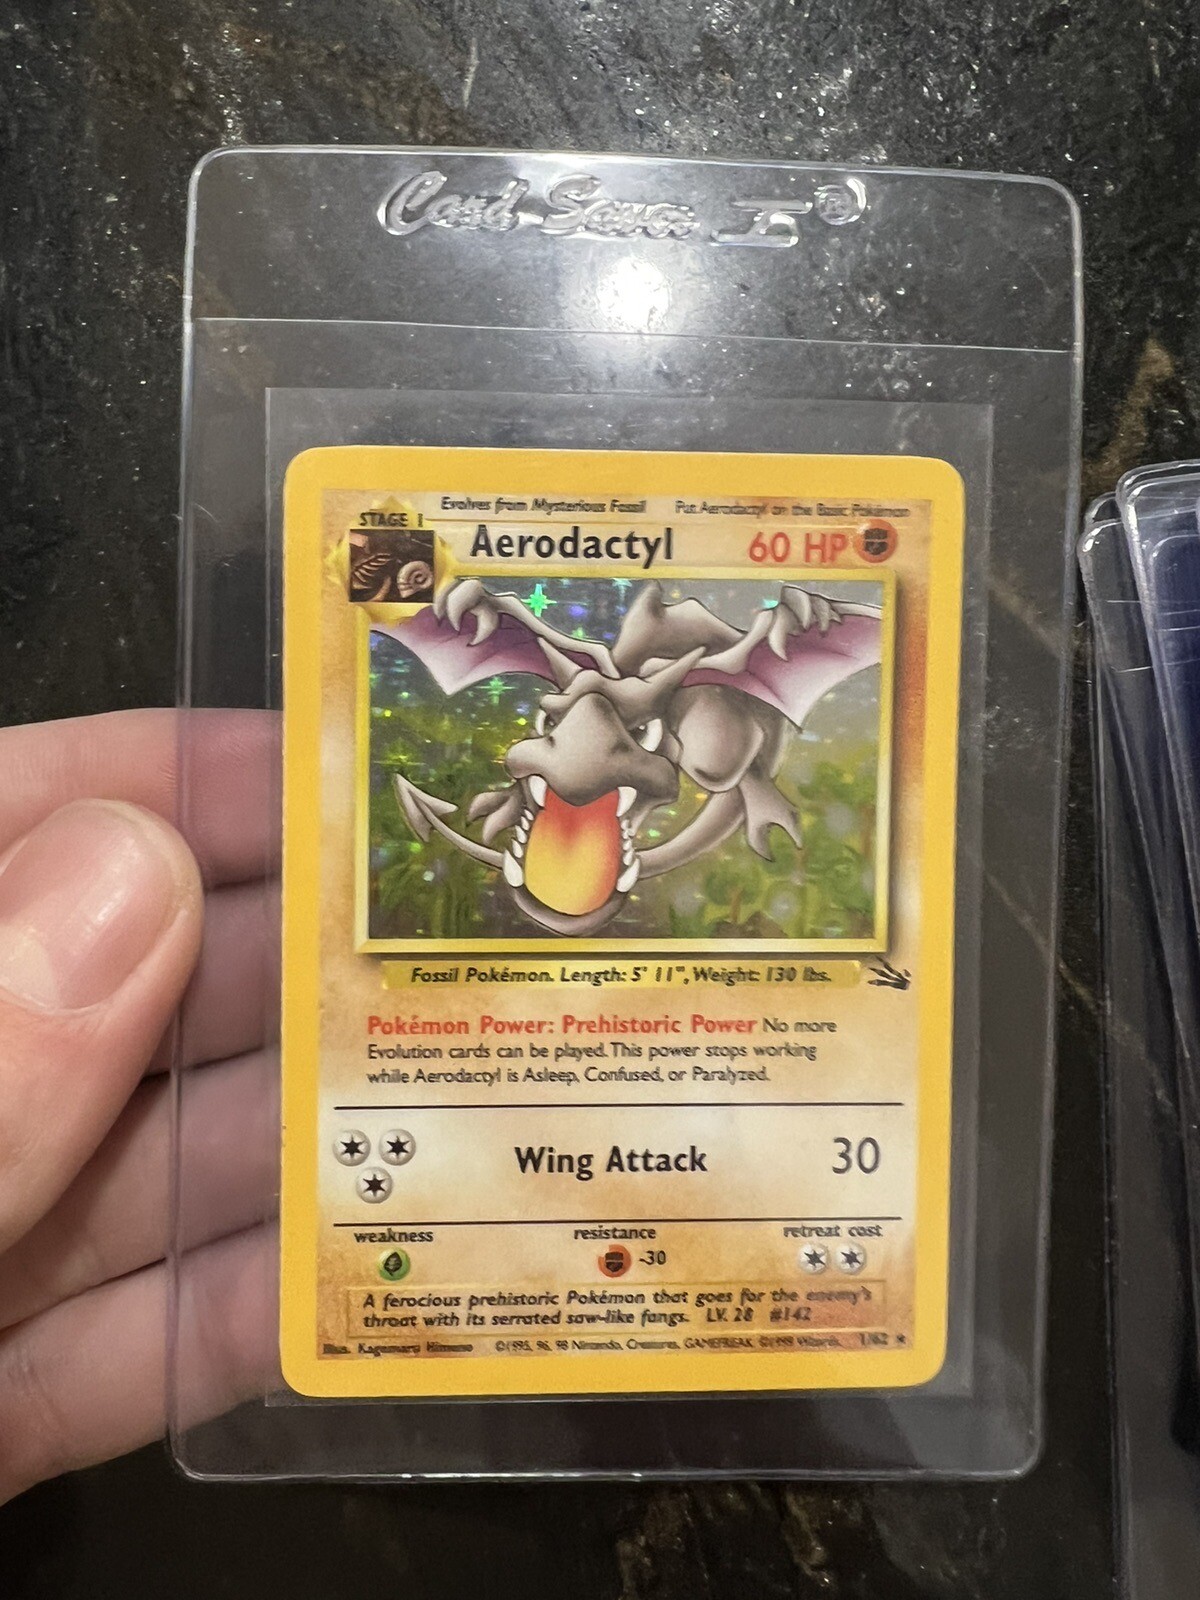 Card Saver I®
Evolves from Mysterious Fossil Put Aerodactyl on the Basic Pokémon
STAGE 1
Aerodactyl 60 HP
Fossil Pokémon. Length: 5' 11", Weight: 130 lbs.
Pokémon Power: Prehistoric Power No more
Evolution cards can be played. This power stops working
while Aerodactyl is Asleep, Confused, or Paralyzed.
Wing Attack 30
weakness resistance retreat cost
-30
A ferocious prehistoric Pokémon that goes for the enemy's
throat with its serrated saw-like fangs. LV. 28 #142
Illus. Kagemaru Himeno ©1995, 96, 98 Nintendo, Creatures, GAMEFREAK. ©1999 Wizards. 1/62 ★